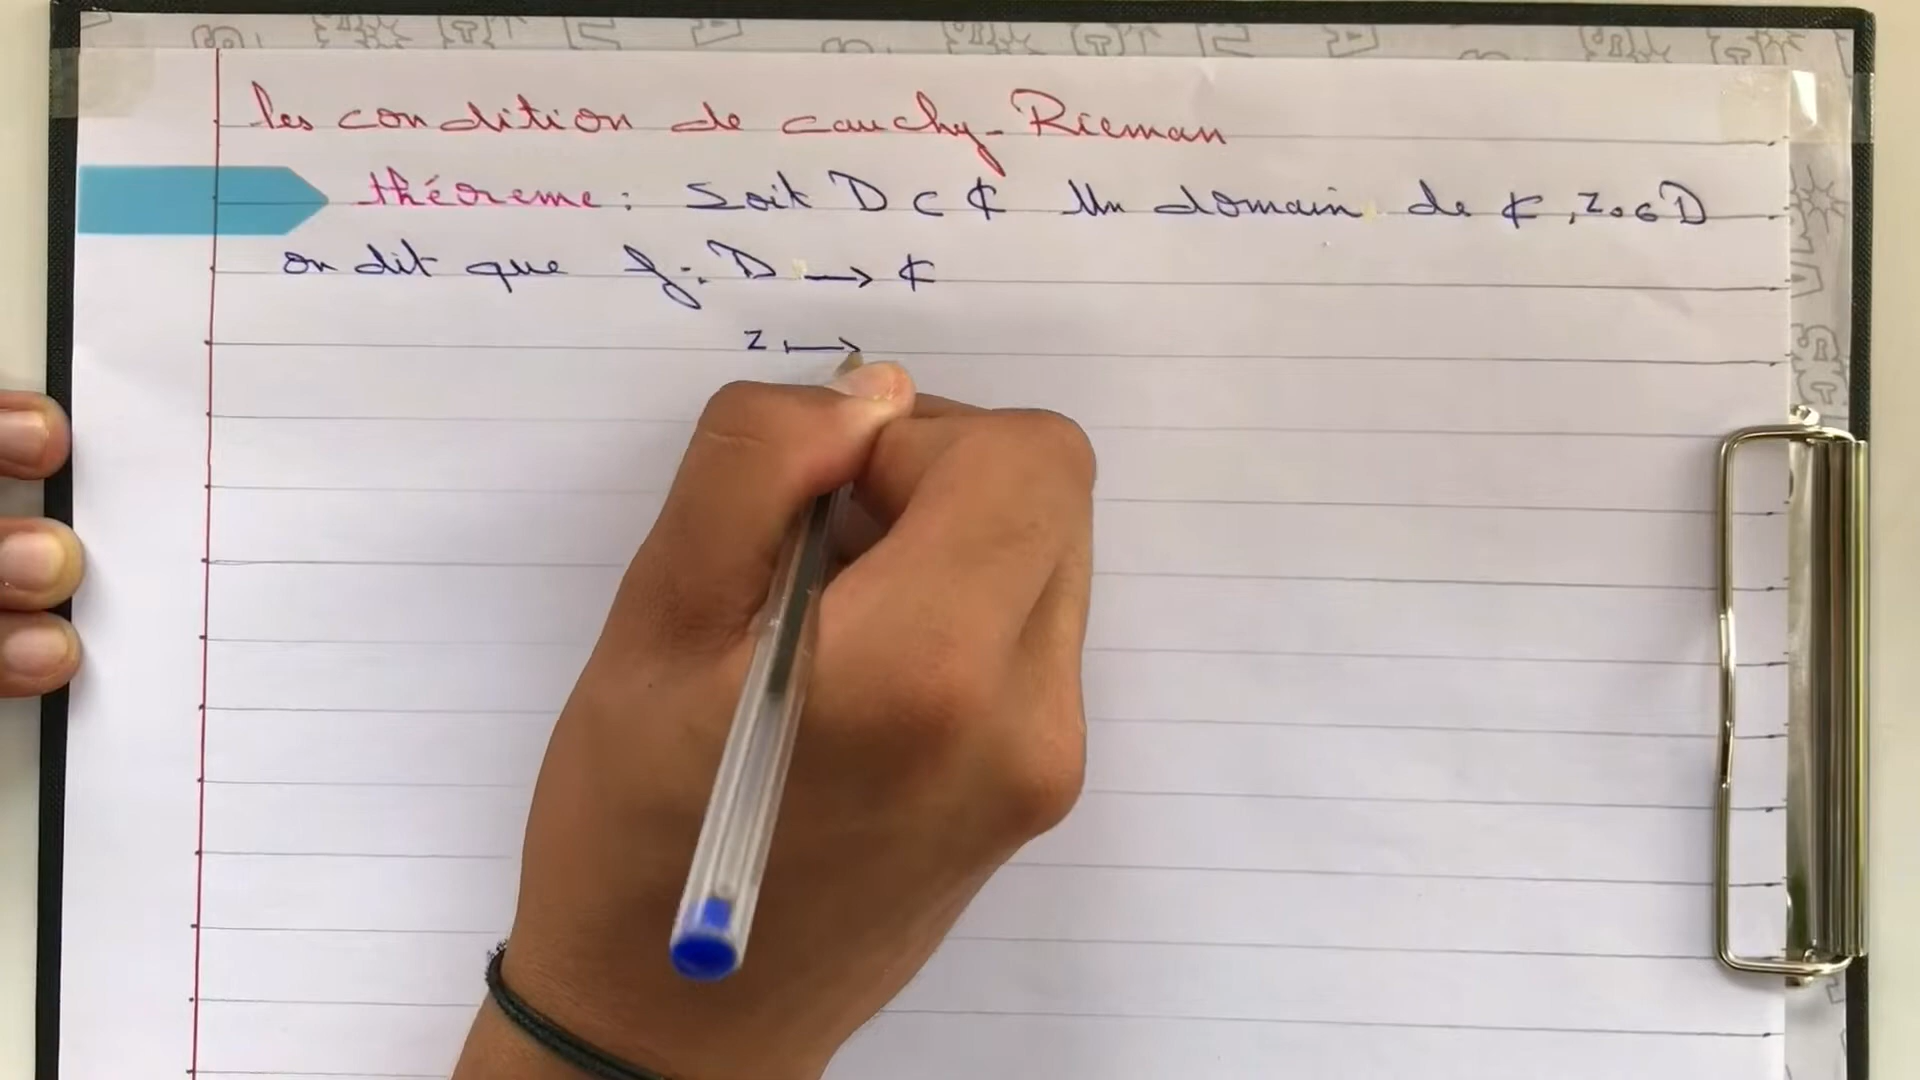 les condition de cauchy-Rieman
théoreme : Soit D ⊂ ℂ Un domain de ℂ, z₀ ∈ D
on dit que f : D → ℂ
z ↦